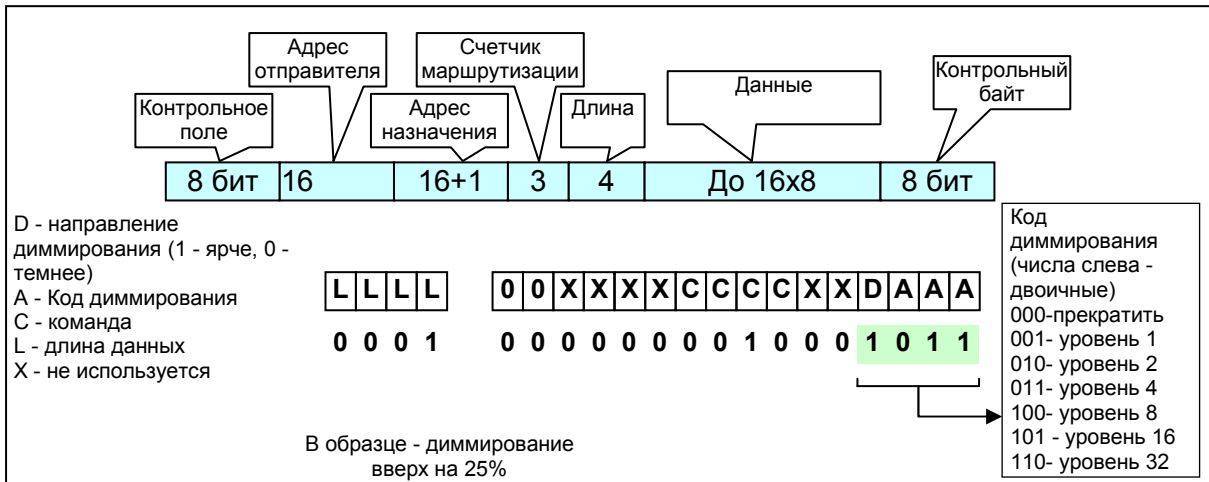 Адрес
отправителя
Счетчик
маршрутизации
Контрольное
поле
Адрес
назначения
Длина
Данные
Контрольный
байт
8 бит 16 16+1 3 4 До 16х8 8 бит
D - направление
диммирования (1 - ярче, 0 -
темнее)
A - Код диммирования
C - команда
L - длина данных
X - не используется
L L L L 0 0 X X X X C C C C X X D A A A
0 0 0 1 0 0 0 0 0 0 0 0 1 0 0 0 1 0 1 1
В образце - диммирование
вверх на 25%
Код
диммирования
(числа слева -
двоичные)
000-прекратить
001- уровень 1
010- уровень 2
011- уровень 4
100- уровень 8
101 - уровень 16
110- уровень 32